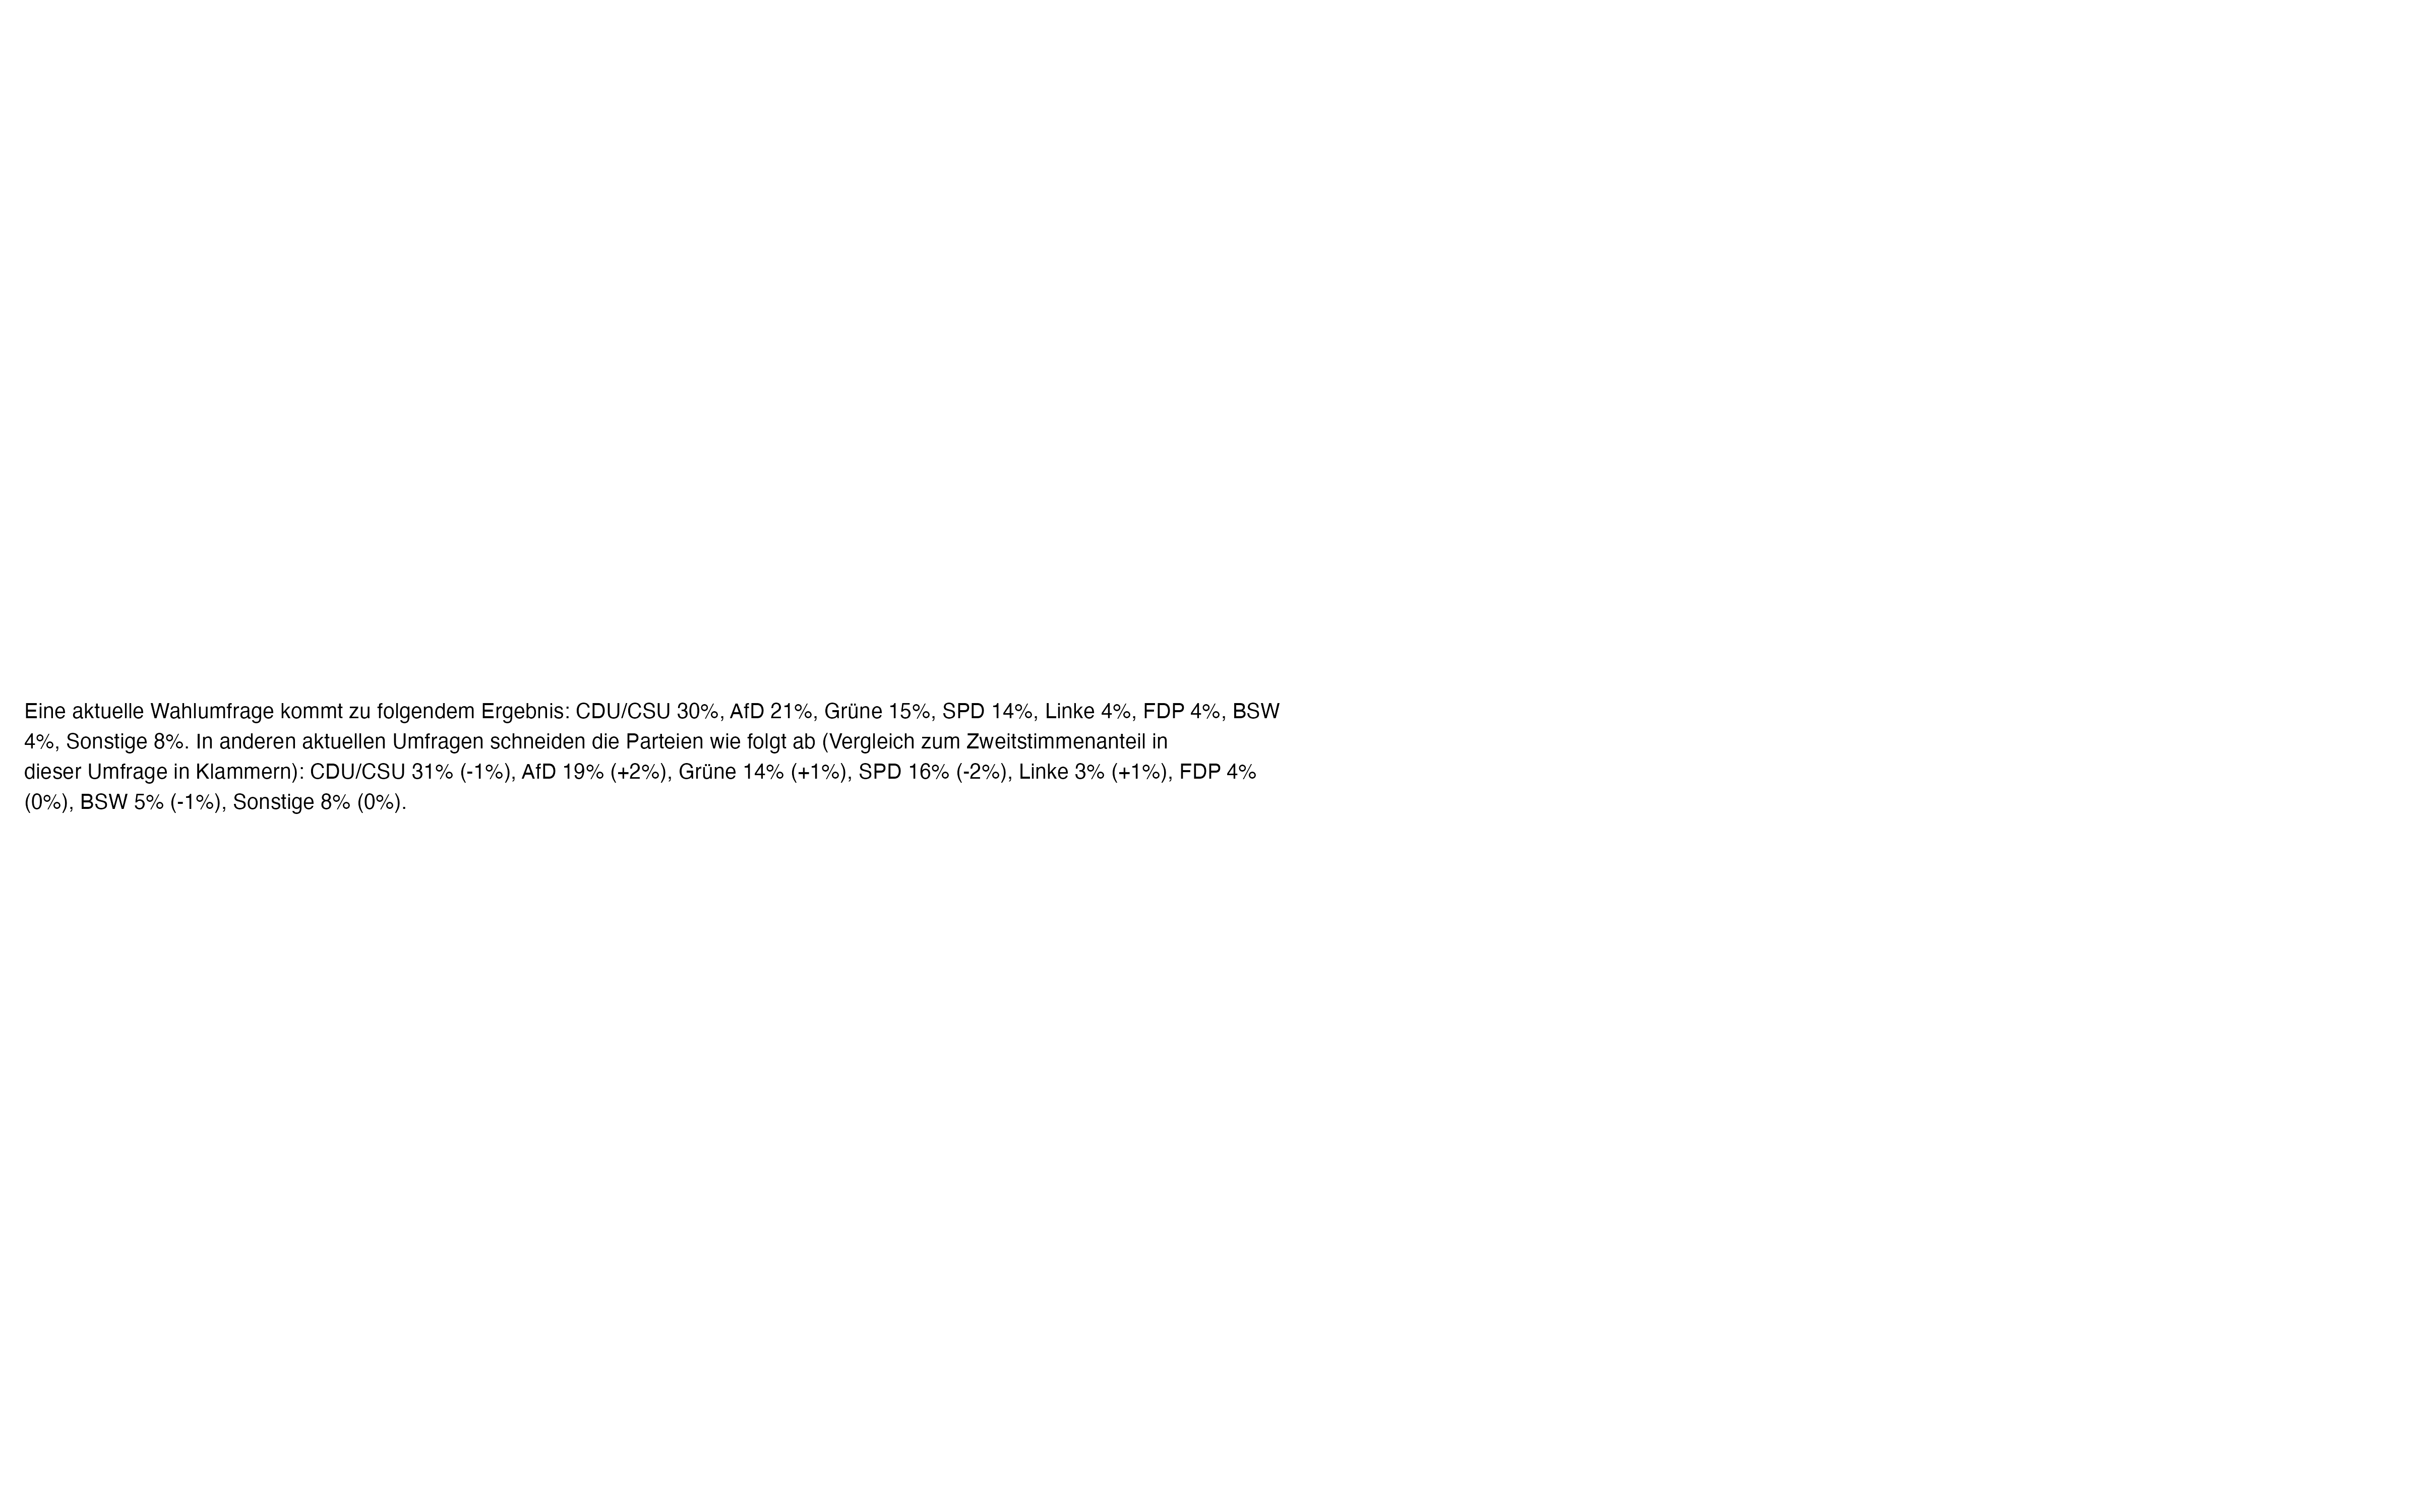 Eine aktuelle Wahlumfrage kommt zu folgendem Ergebnis: CDU/CSU 30%, AfD 21%, Grüne 15%, SPD 14%, Linke 4%, FDP 4%, BSW
4%, Sonstige 8%. In anderen aktuellen Umfragen schneiden die Parteien wie folgt ab (Vergleich zum Zweitstimmenanteil in
dieser Umfrage in Klammern): CDU/CSU 31% (-1%), AfD 19% (+2%), Grüne 14% (+1%), SPD 16% (-2%), Linke 3% (+1%), FDP 4%
(0%), BSW 5% (-1%), Sonstige 8% (0%).